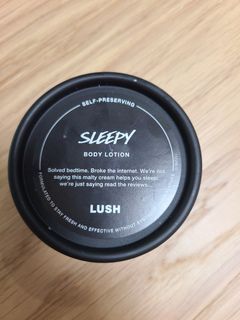 SELF-PRESERVING
SLEEPY
BODY LOTION
Solved bedtime. Broke the internet. We're not
saying this malty cream helps you sleep,
we're just saying read the reviews...
LUSH
FORMULATED TO STAY FRESH AND EFFECTIVE WITHOUT